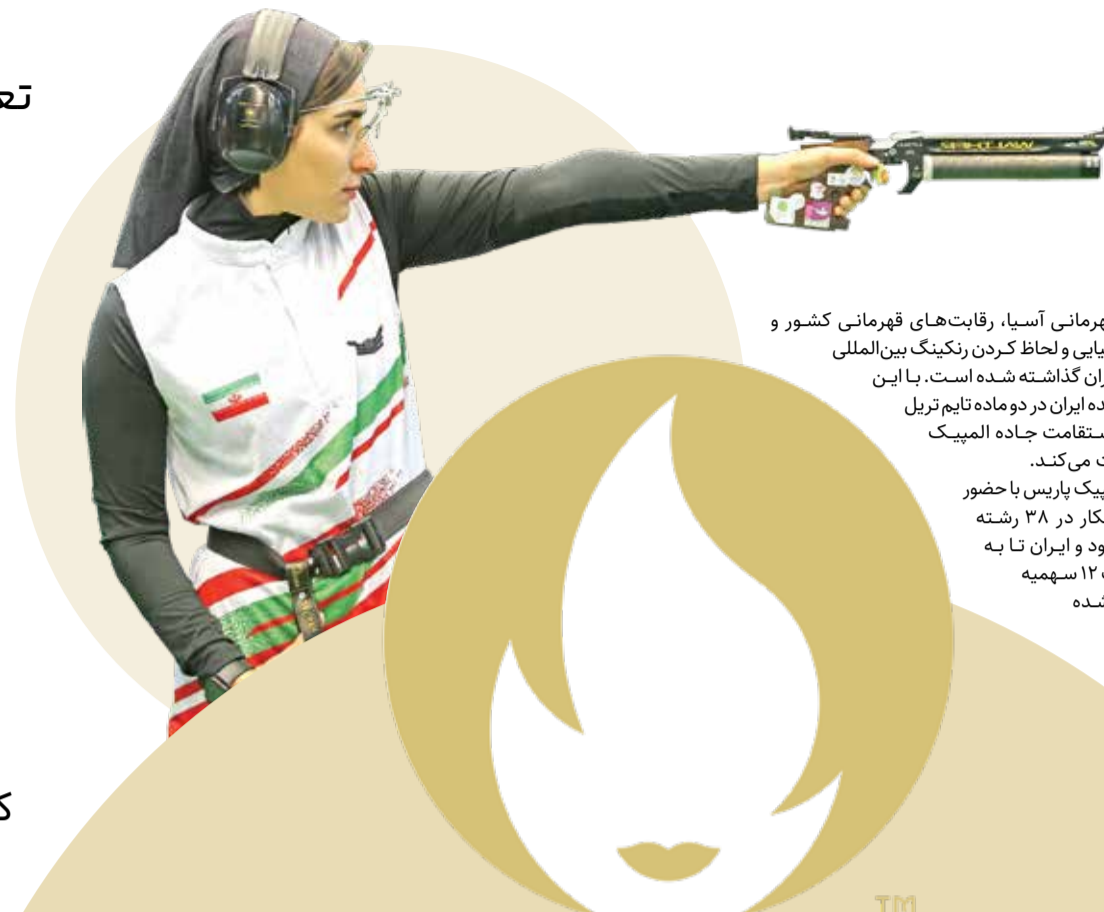 تع
هرمانی آسیا، رقابت‌های قهرمانی کشور و
یایی و لحاظ کردن رنکینگ بین‌المللی
ران گذاشته شده است. با این
ده ایران در دو ماده تایم تریل
ستقامت جاده المپیک
ت می‌کند.
پیک پاریس با حضور
کار در ۳۸ رشته
ود و ایران تا به
۱۲ سهمیه
شده
ک
TM